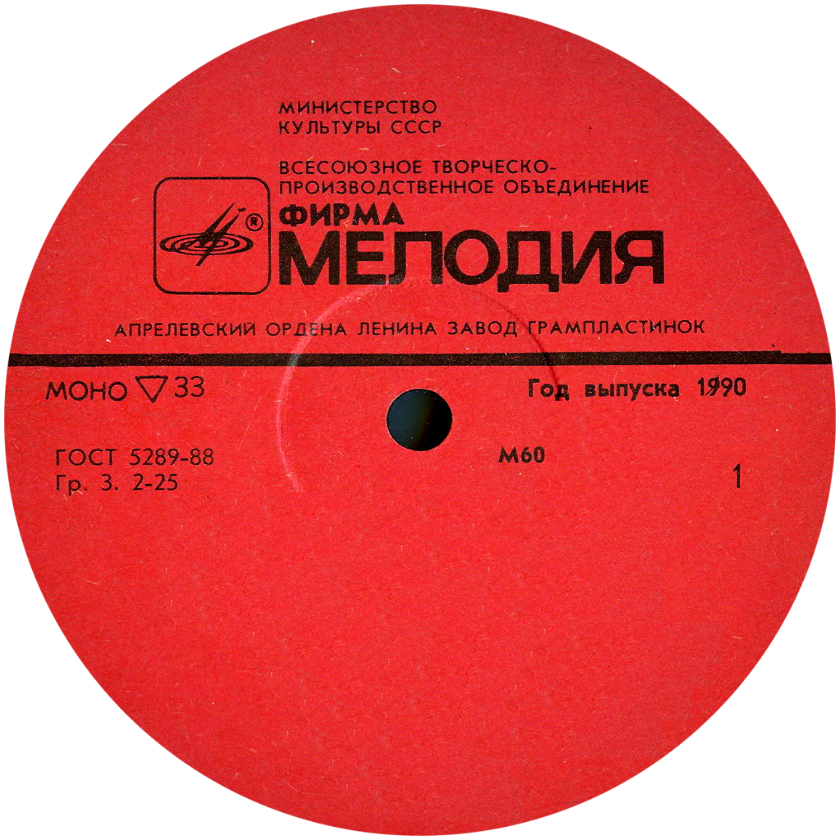 МИНИСТЕРСТВО
КУЛЬТУРЫ СССР
ВСЕСОЮЗНОЕ ТВОРЧЕСКО-
ПРОИЗВОДСТВЕННОЕ ОБЪЕДИНЕНИЕ
ФИРМА
®
МЕЛОДИЯ
АПРЕЛЕВСКИЙ ОРДЕНА ЛЕНИНА ЗАВОД ГРАМПЛАСТИНОК
МОНО ▽ 33 Год выпуска 1990
ГОСТ 5289-88 М60
Гр. 3. 2-25 1